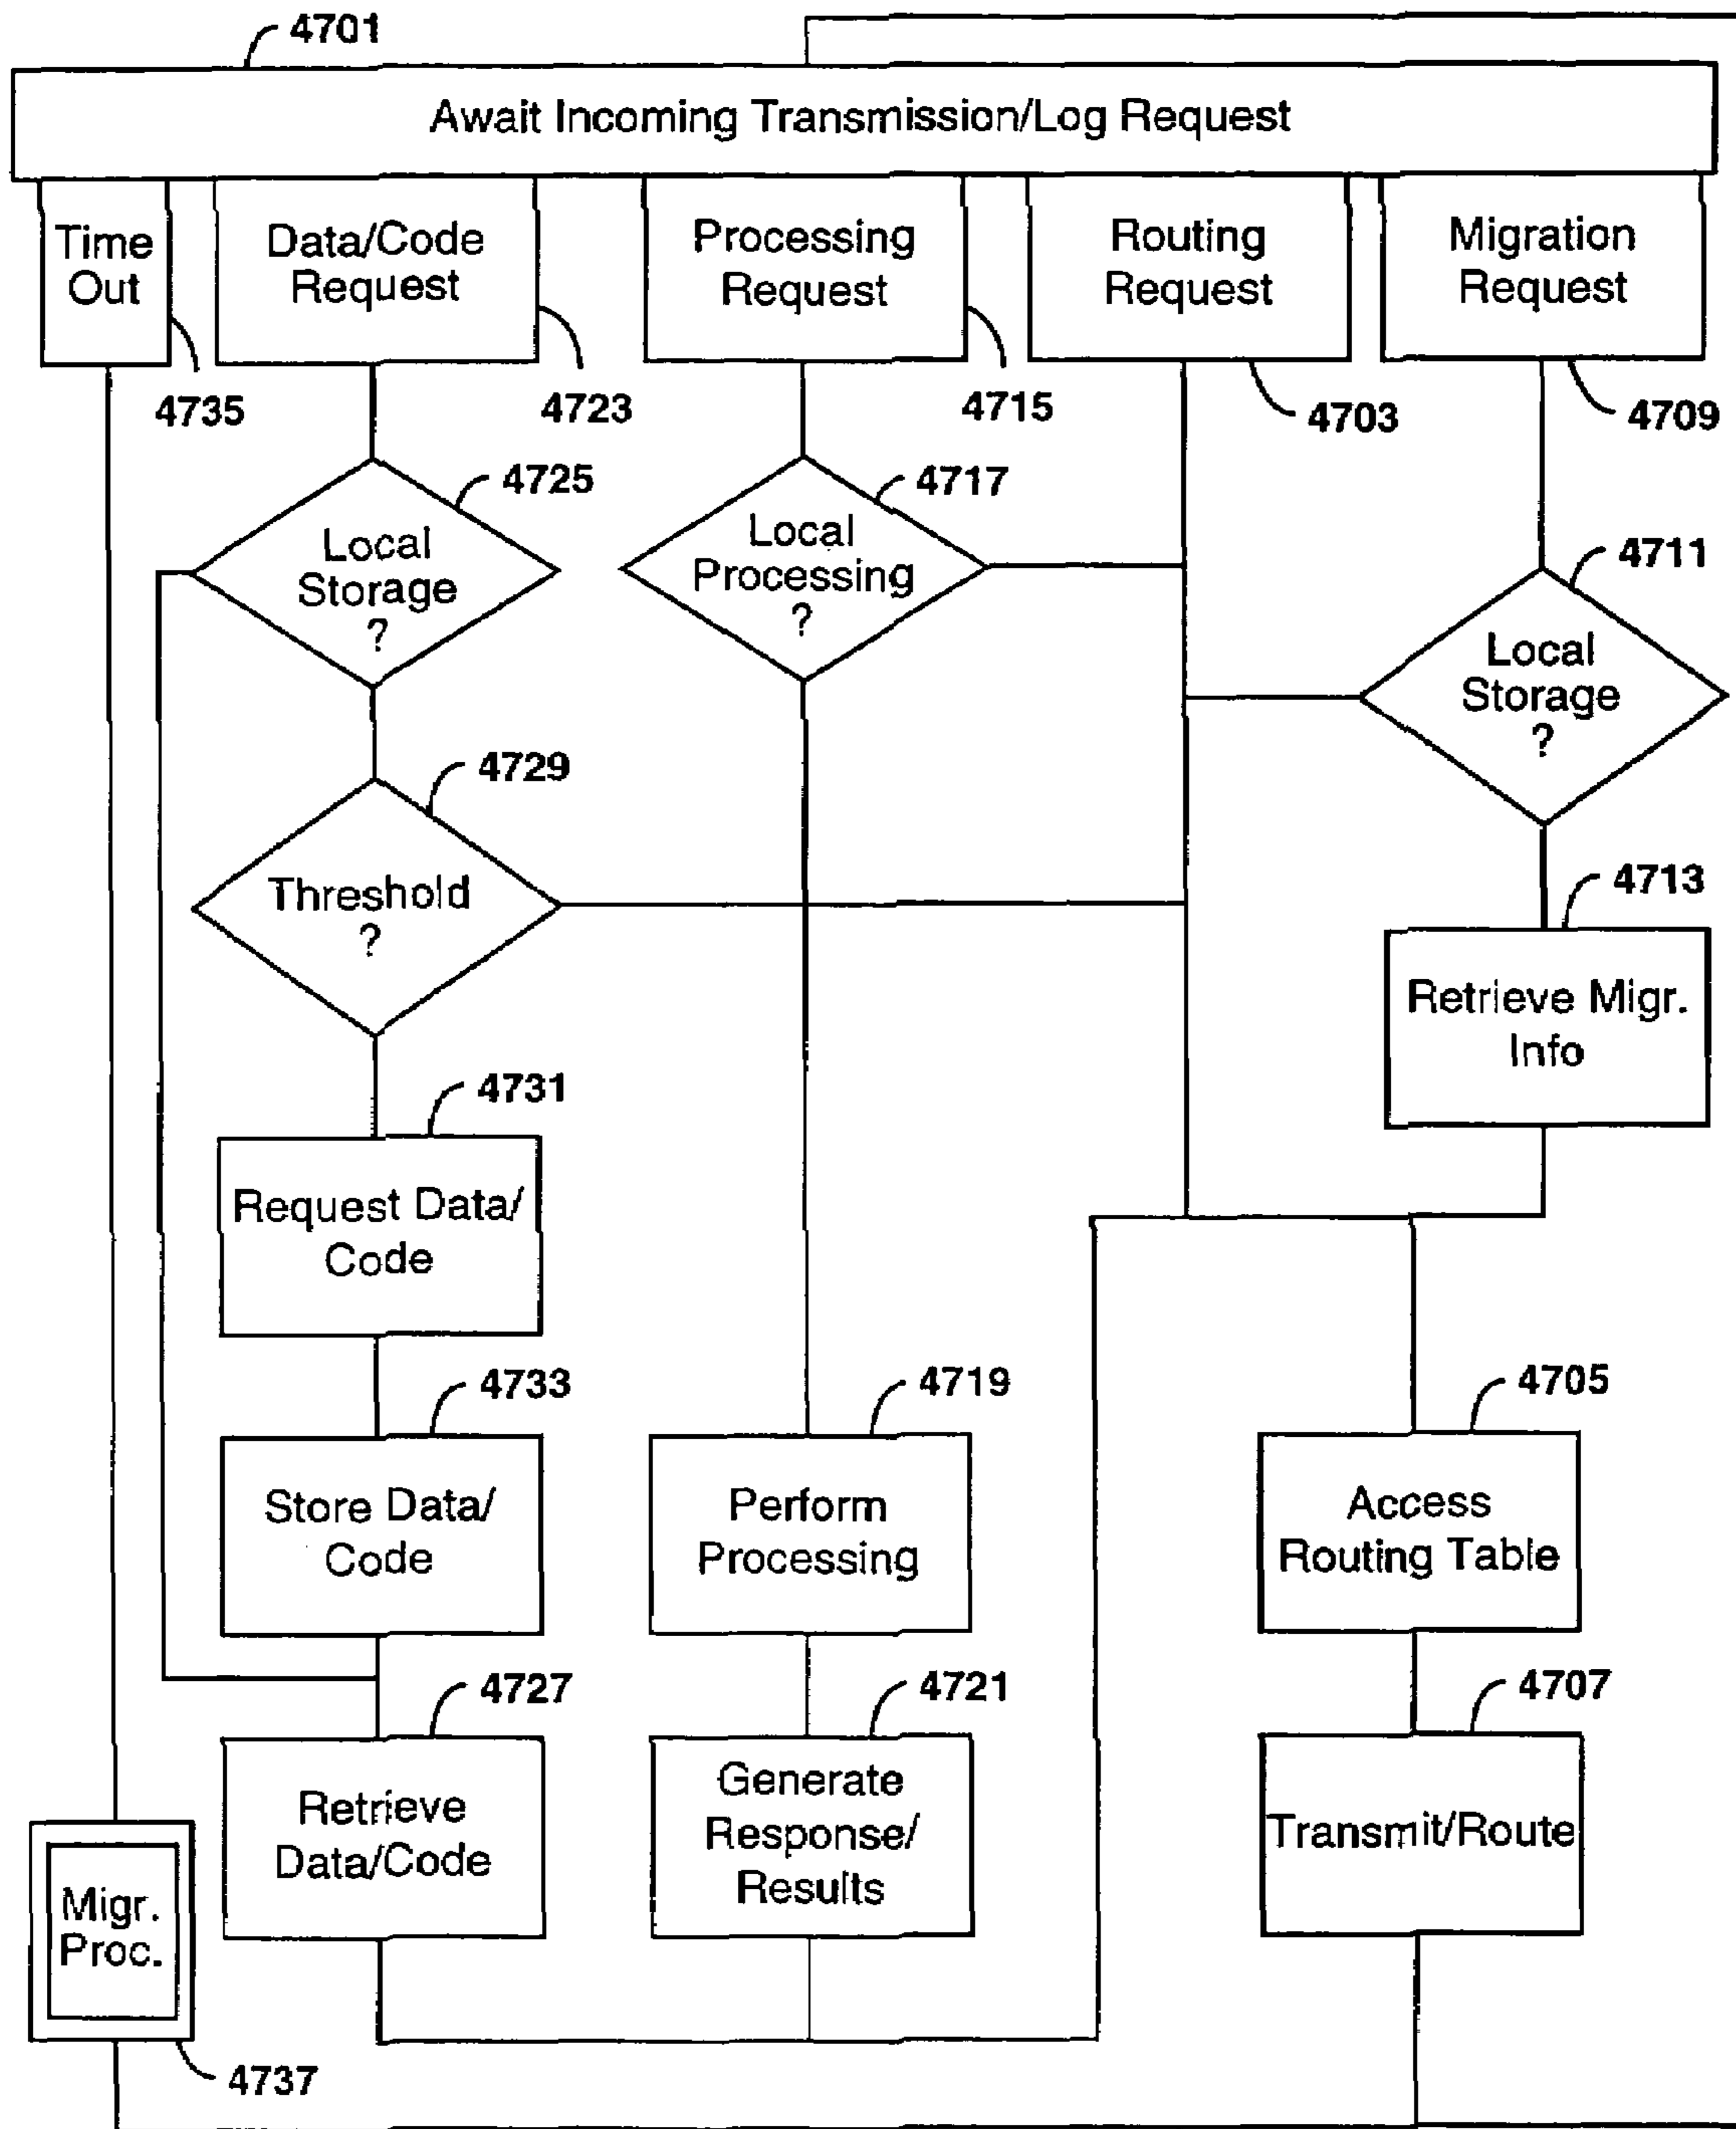 4701
Await Incoming Transmission/Log Request
Time
Out
Data/Code
Request
Processing
Request
Routing
Request
Migration
Request
4735
4723
4715
4703
4709
4725
Local
Storage
?
4717
Local
Processing
?
4711
Local
Storage
?
4729
Threshold
?
4713
Retrieve Migr.
Info
4731
Request Data/
Code
4733
Store Data/
Code
4719
Perform
Processing
4705
Access
Routing Table
4727
Retrieve
Data/Code
4721
Generate
Response/
Results
4707
Transmit/Route
Migr.
Proc.
4737